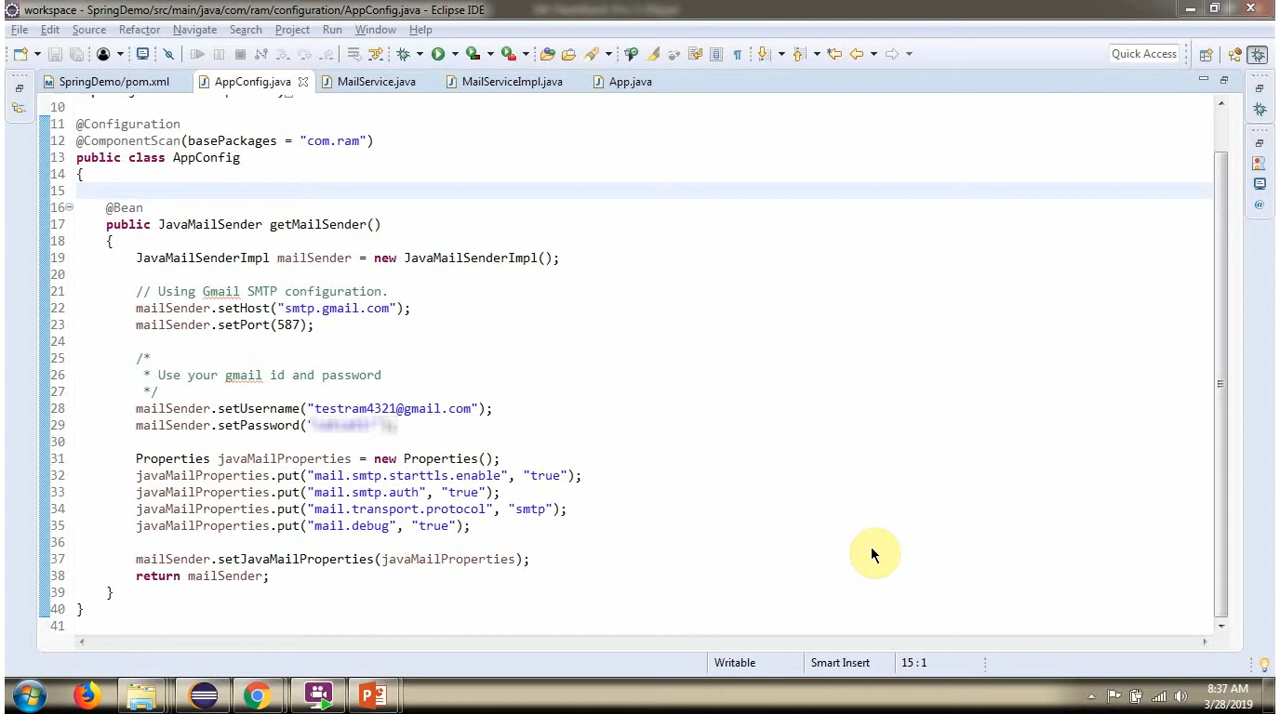 workspace - SpringDemo/src/main/java/com/ram/configuration/AppConfig.java - Eclipse IDE
File Edit Source Refactor Navigate Search Project Run Window Help
Quick Access
SpringDemo/pom.xml AppConfig.java MailService.java MailServiceImpl.java App.java
10
11 @Configuration
12 @ComponentScan(basePackages = "com.ram")
13 public class AppConfig
14 {
15
16 @Bean
17 public JavaMailSender getMailSender()
18 {
19 JavaMailSenderImpl mailSender = new JavaMailSenderImpl();
20
21 // Using Gmail SMTP configuration.
22 mailSender.setHost("smtp.gmail.com");
23 mailSender.setPort(587);
24
25 /*
26 * Use your gmail id and password
27 */
28 mailSender.setUsername("testram4321@gmail.com");
29 mailSender.setPassword(
30
31 Properties javaMailProperties = new Properties();
32 javaMailProperties.put("mail.smtp.starttls.enable", "true");
33 javaMailProperties.put("mail.smtp.auth", "true");
34 javaMailProperties.put("mail.transport.protocol", "smtp");
35 javaMailProperties.put("mail.debug", "true");
36
37 mailSender.setJavaMailProperties(javaMailProperties);
38 return mailSender;
39 }
40 }
41
Writable Smart Insert 15 : 1
8:37 AM
3/28/2019